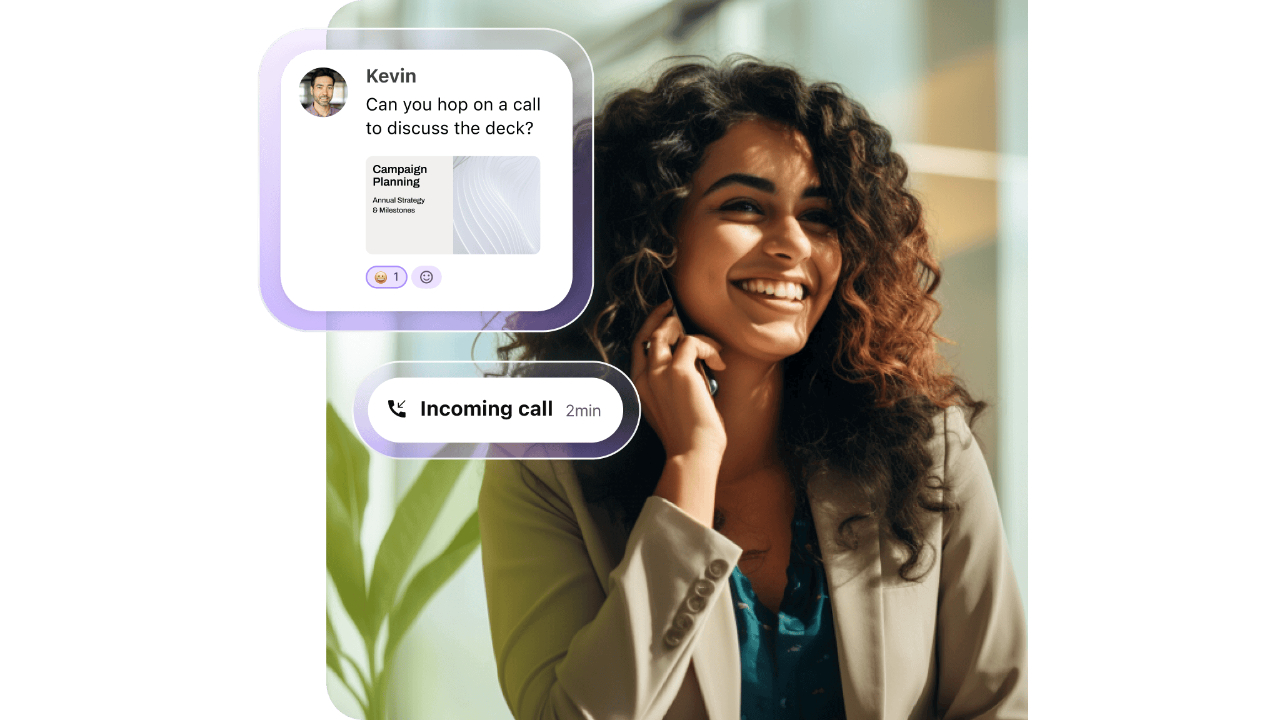 Kevin
Can you hop on a call
to discuss the deck?
Campaign
Planning
Annual Strategy
& Milestones
1
Incoming call 2min